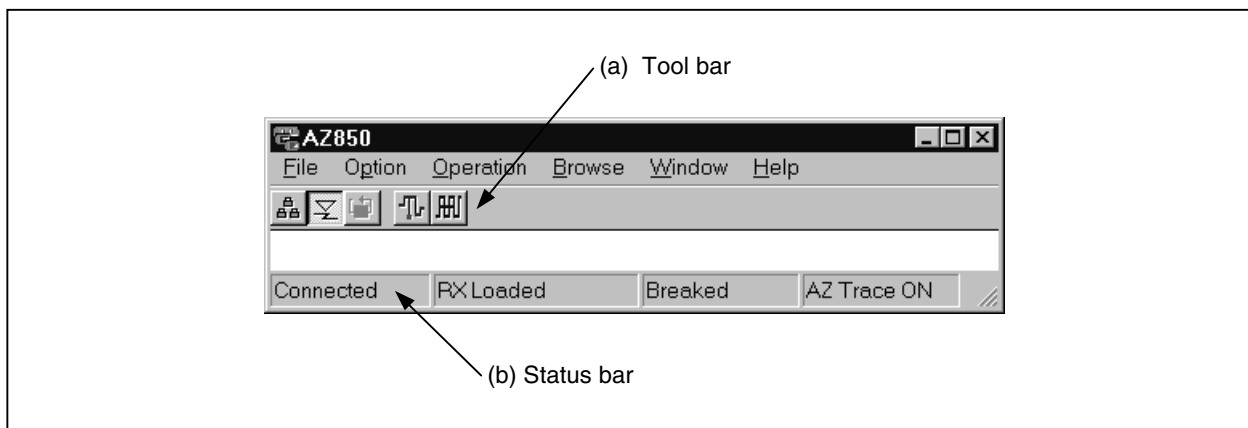 (a) Tool bar
AZ850
File Option Operation Browse Window Help
Connected RX Loaded Breaked AZ Trace ON
(b) Status bar